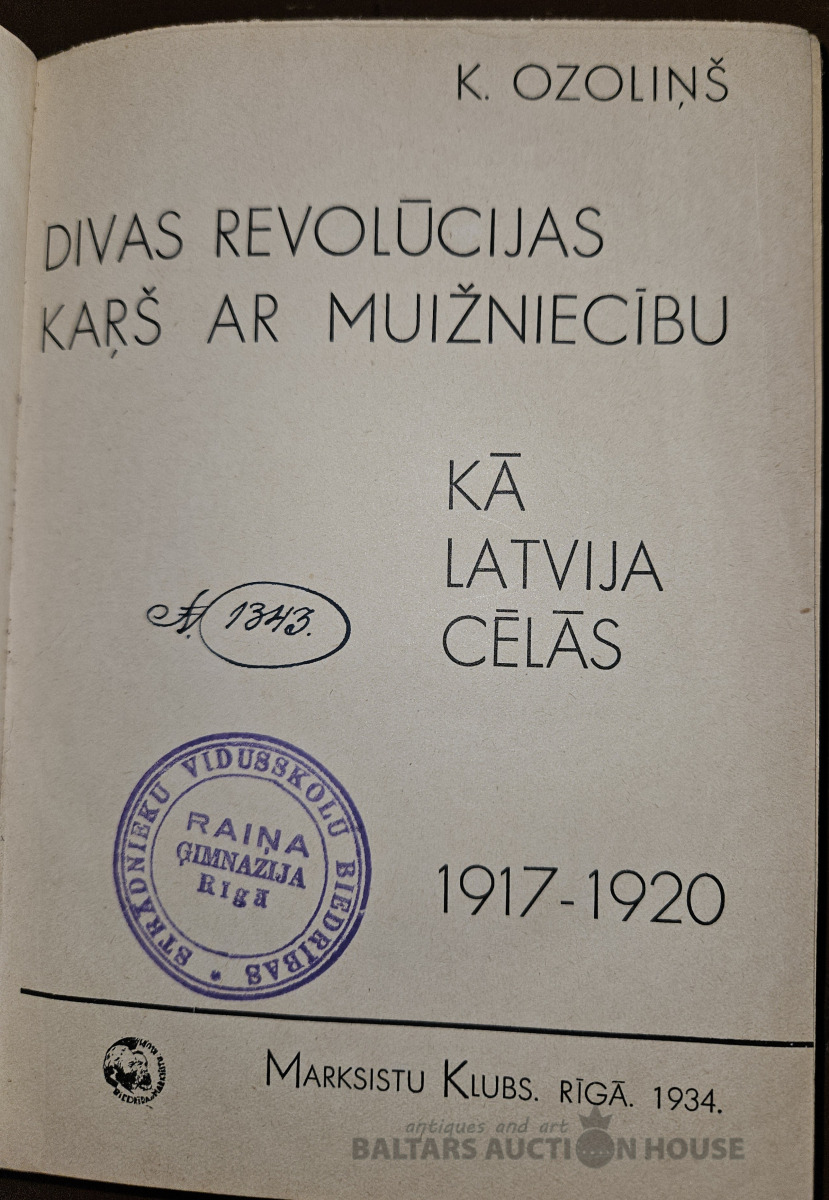 K. OZOLIŅŠ
DIVAS REVOLŪCIJAS
KAŖŠ AR MUIŽNIECĪBU
KĀ
LATVIJA
CĒLĀS
№ 1343.
STRĀDNIEKU VIDUSSKOLU BIEDRĪBAS *
RAIŅA
ĢIMNAZIJA
Rīgā
1917-1920
MARKSISTU KLUBS. RĪGĀ. 1934.
antiques and art
BALTARS AUCTION HOUSE